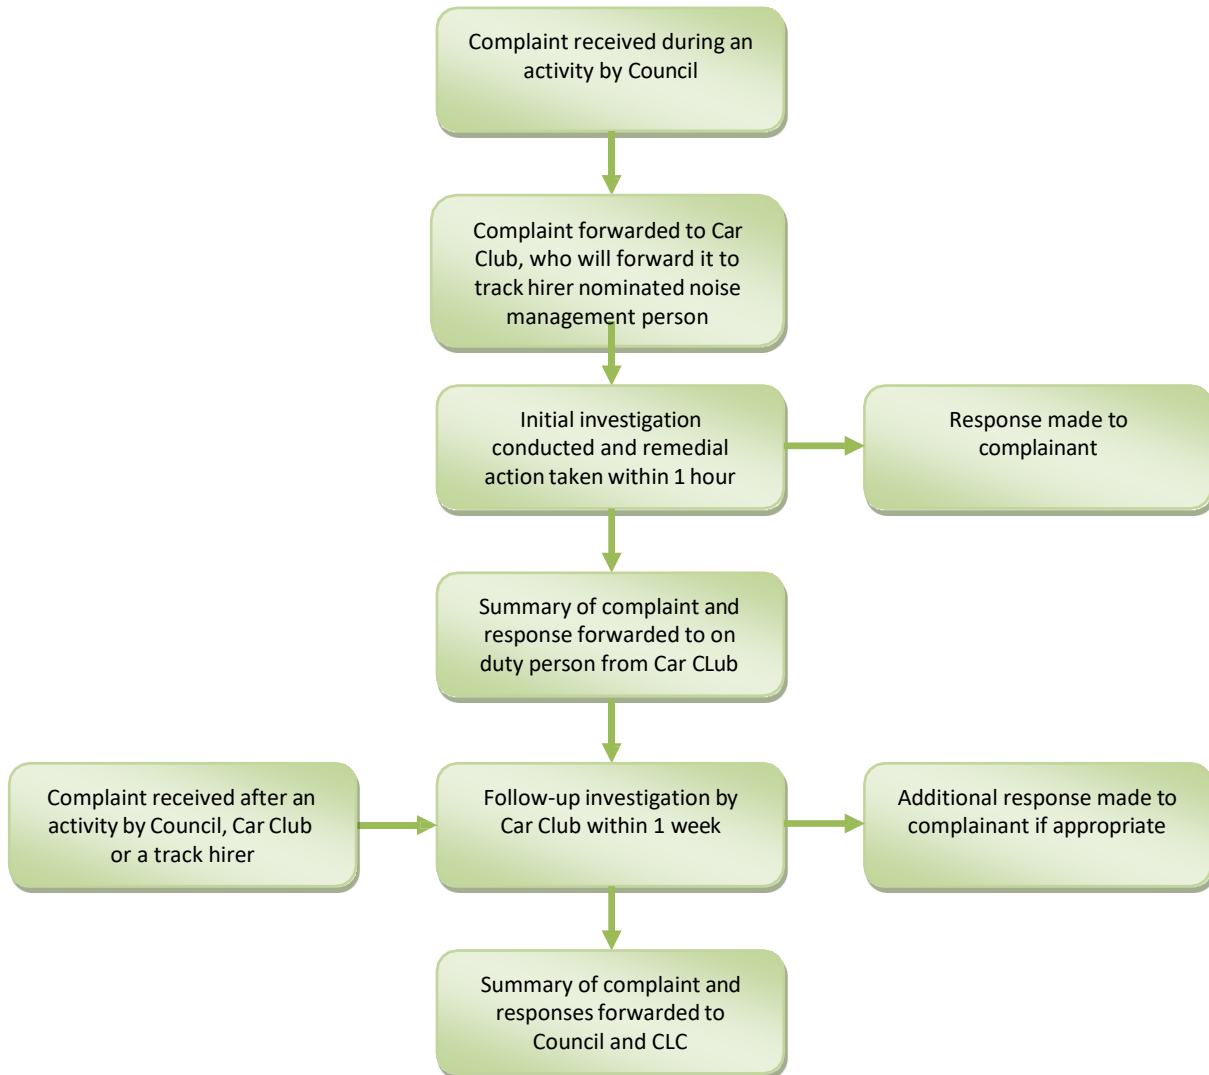 Complaint received during an
activity by Council
Complaint forwarded to Car
Club, who will forward it to
track hirer nominated noise
management person
Initial investigation
conducted and remedial
action taken within 1 hour
Response made to
complainant
Summary of complaint and
response forwarded to on
duty person from Car CLub
Complaint received after an
activity by Council, Car Club
or a track hirer
Follow-up investigation by
Car Club within 1 week
Additional response made to
complainant if appropriate
Summary of complaint and
responses forwarded to
Council and CLC